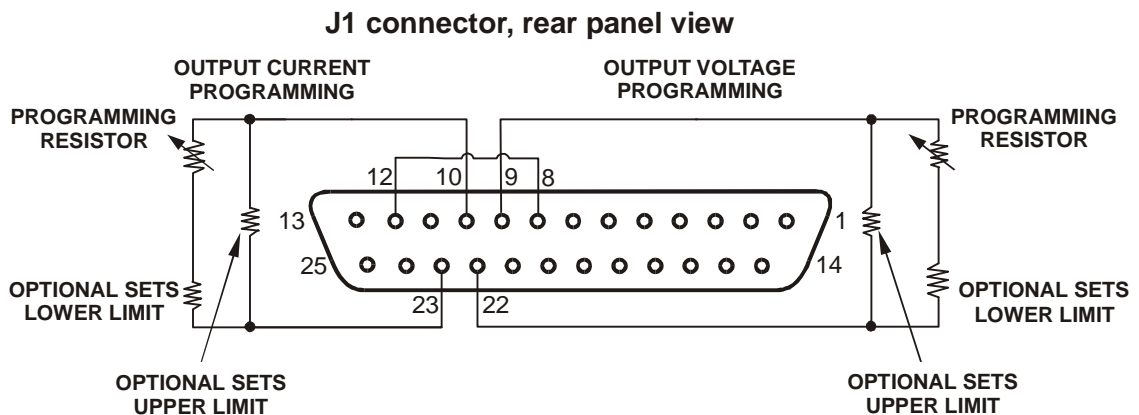 J1 connector, rear panel view
OUTPUT CURRENT
PROGRAMMING
OUTPUT VOLTAGE
PROGRAMMING
PROGRAMMING
RESISTOR
PROGRAMMING
RESISTOR
12 10 9 8
13 1
25 14
23 22
OPTIONAL SETS
LOWER LIMIT
OPTIONAL SETS
LOWER LIMIT
OPTIONAL SETS
UPPER LIMIT
OPTIONAL SETS
UPPER LIMIT